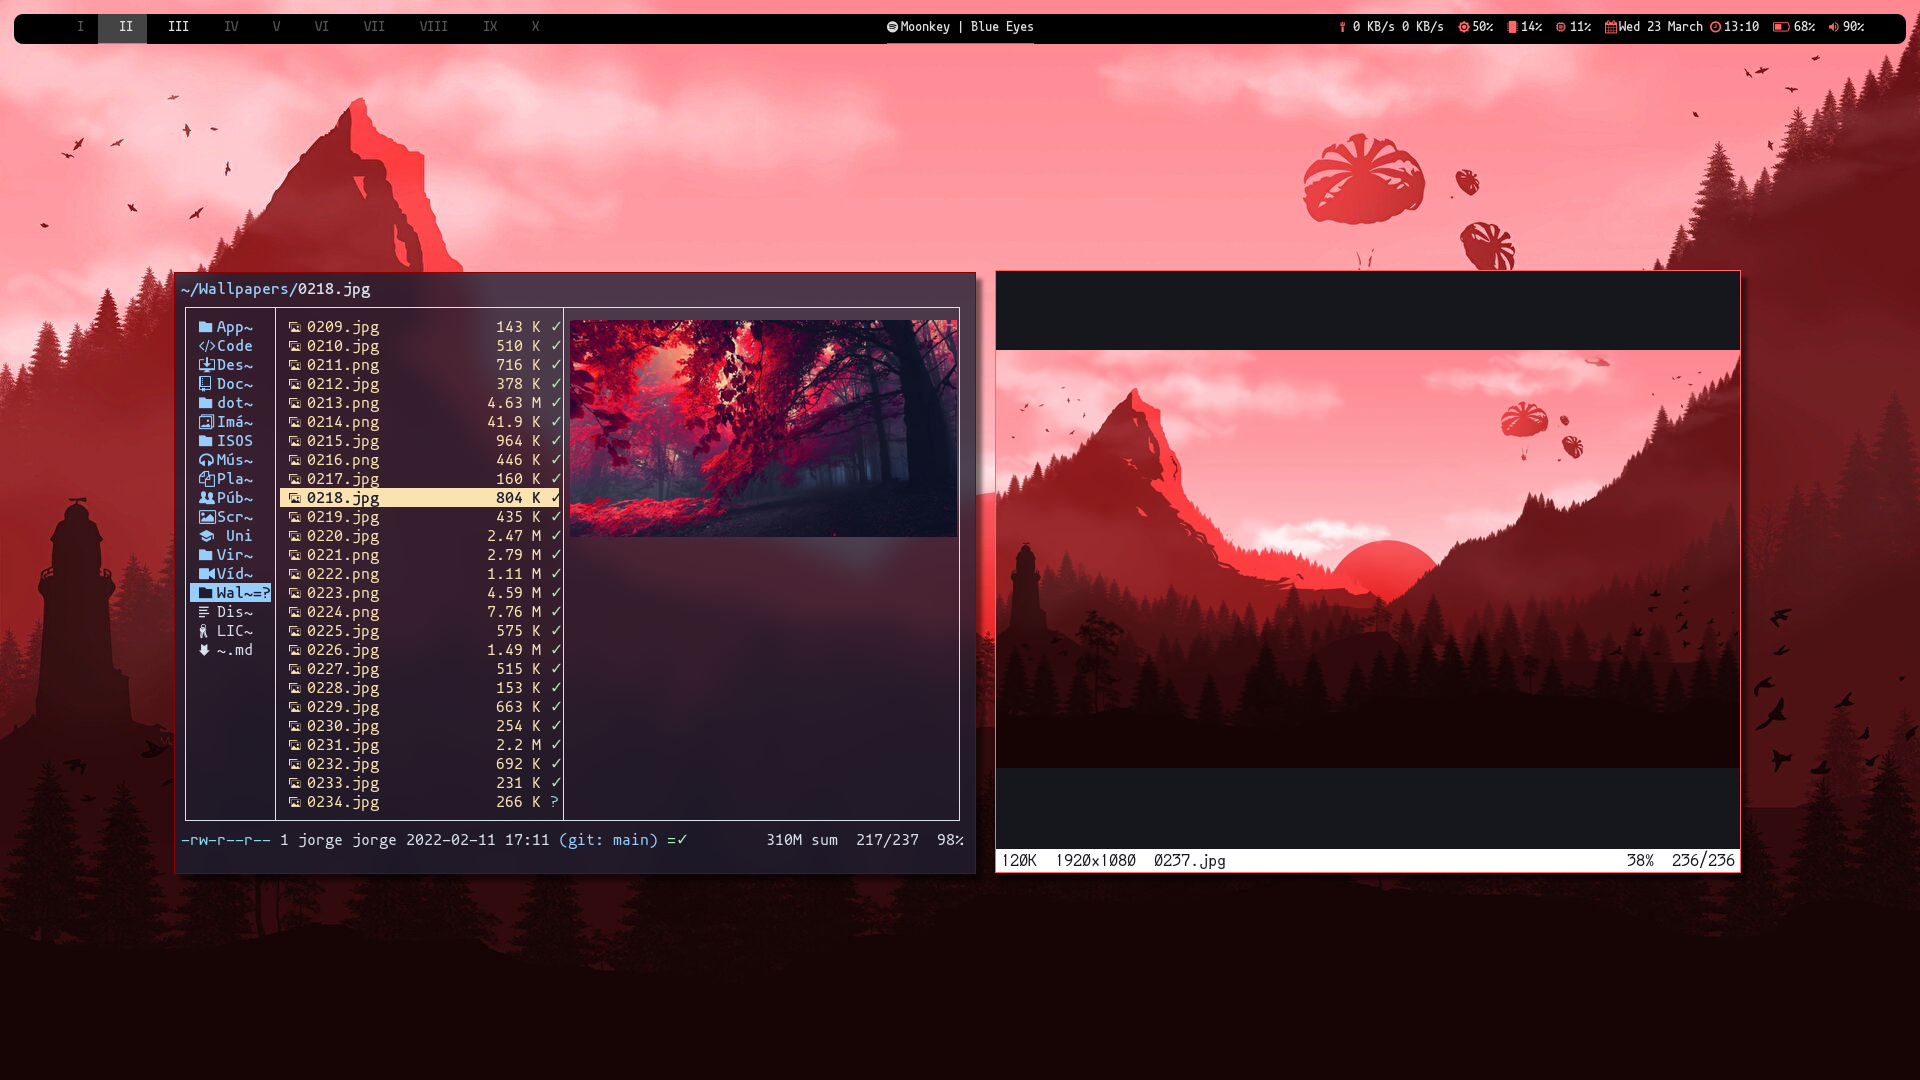 I II III IV V VI VII VIII IX X Moonkey | Blue Eyes 0 KB/s 0 KB/s 50% 14% 11% Wed 23 March 13:10 68% 90%
~/Wallpapers/0218.jpg
App~ 0209.jpg 143 K ✓
Code 0210.jpg 510 K ✓
Des~ 0211.png 716 K ✓
Doc~ 0212.jpg 378 K ✓
dot~ 0213.png 4.63 M ✓
Imá~ 0214.png 41.9 K ✓
ISOS 0215.jpg 964 K ✓
Mús~ 0216.png 446 K ✓
Pla~ 0217.jpg 160 K ✓
Púb~ 0218.jpg 804 K ✓
Scr~ 0219.jpg 435 K ✓
Uni 0220.jpg 2.47 M ✓
Vir~ 0221.png 2.79 M ✓
Víd~ 0222.png 1.11 M ✓
Wal~=? 0223.png 4.59 M ✓
Dis~ 0224.png 7.76 M ✓
LIC~ 0225.jpg 575 K ✓
~.md 0226.jpg 1.49 M ✓
0227.jpg 515 K ✓
0228.jpg 153 K ✓
0229.jpg 663 K ✓
0230.jpg 254 K ✓
0231.jpg 2.2 M ✓
0232.jpg 692 K ✓
0233.jpg 231 K ✓
0234.jpg 266 K ?
-rw-r--r-- 1 jorge jorge 2022-02-11 17:11 (git: main) =✓ 310M sum 217/237 98%
120K 1920x1080 0237.jpg 38% 236/236